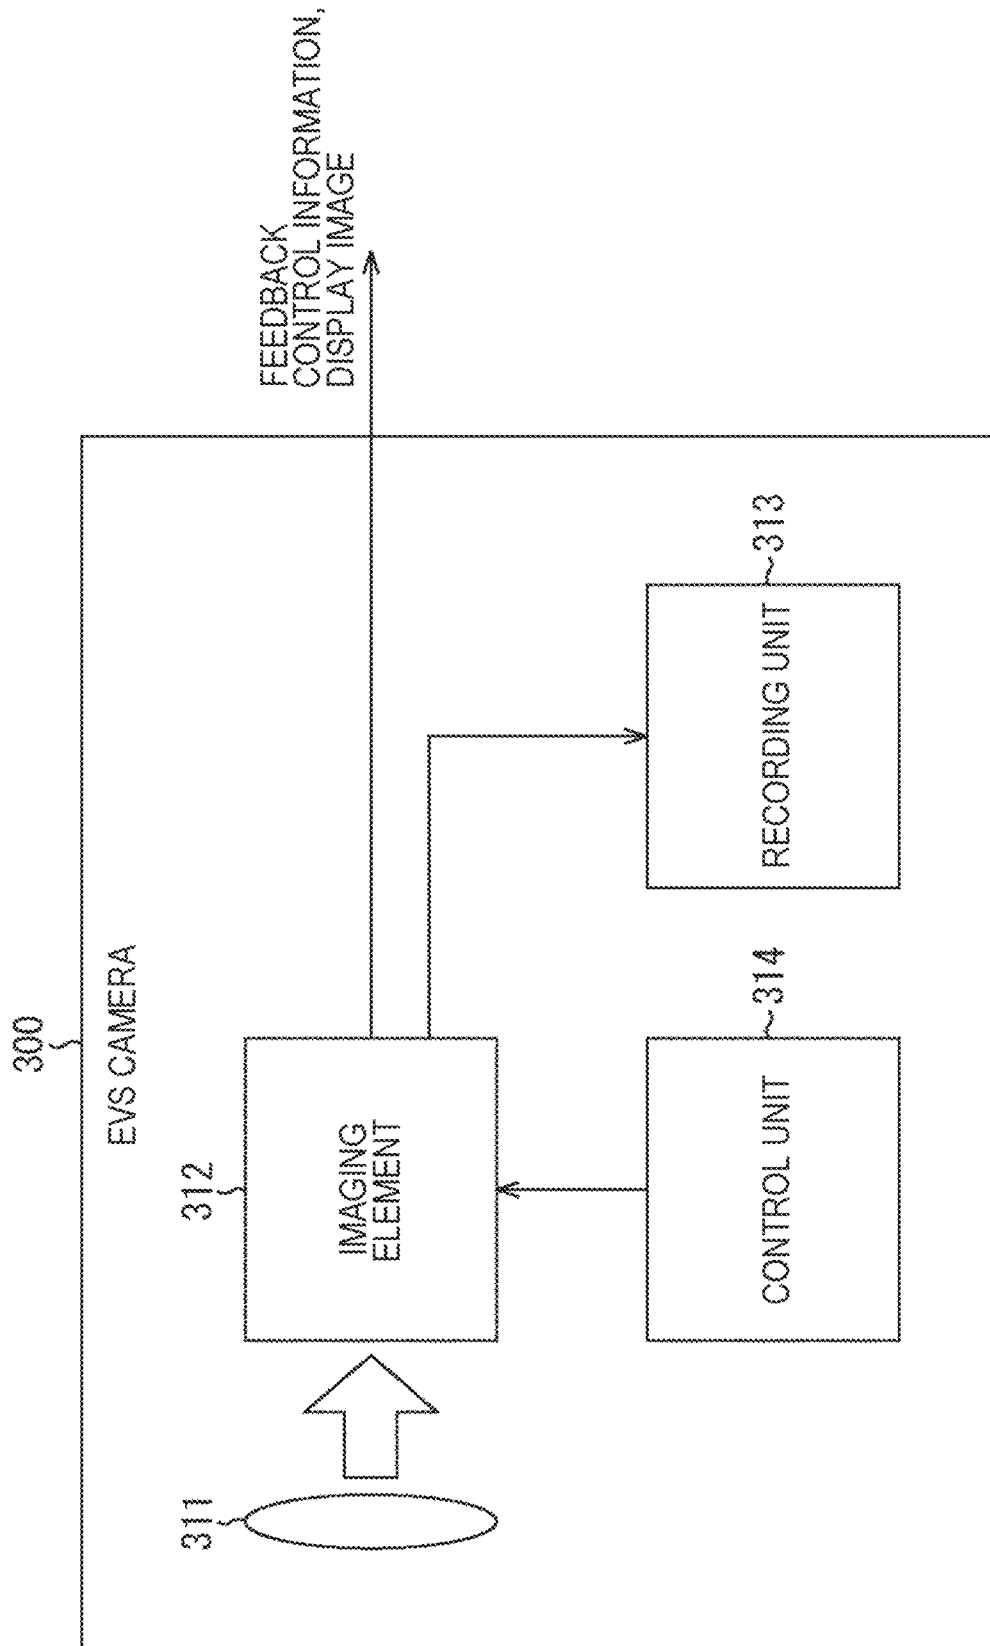 300
EVS CAMERA
311
312
IMAGING
ELEMENT
FEEDBACK
CONTROL INFORMATION,
DISPLAY IMAGE
314
CONTROL UNIT
313
RECORDING UNIT